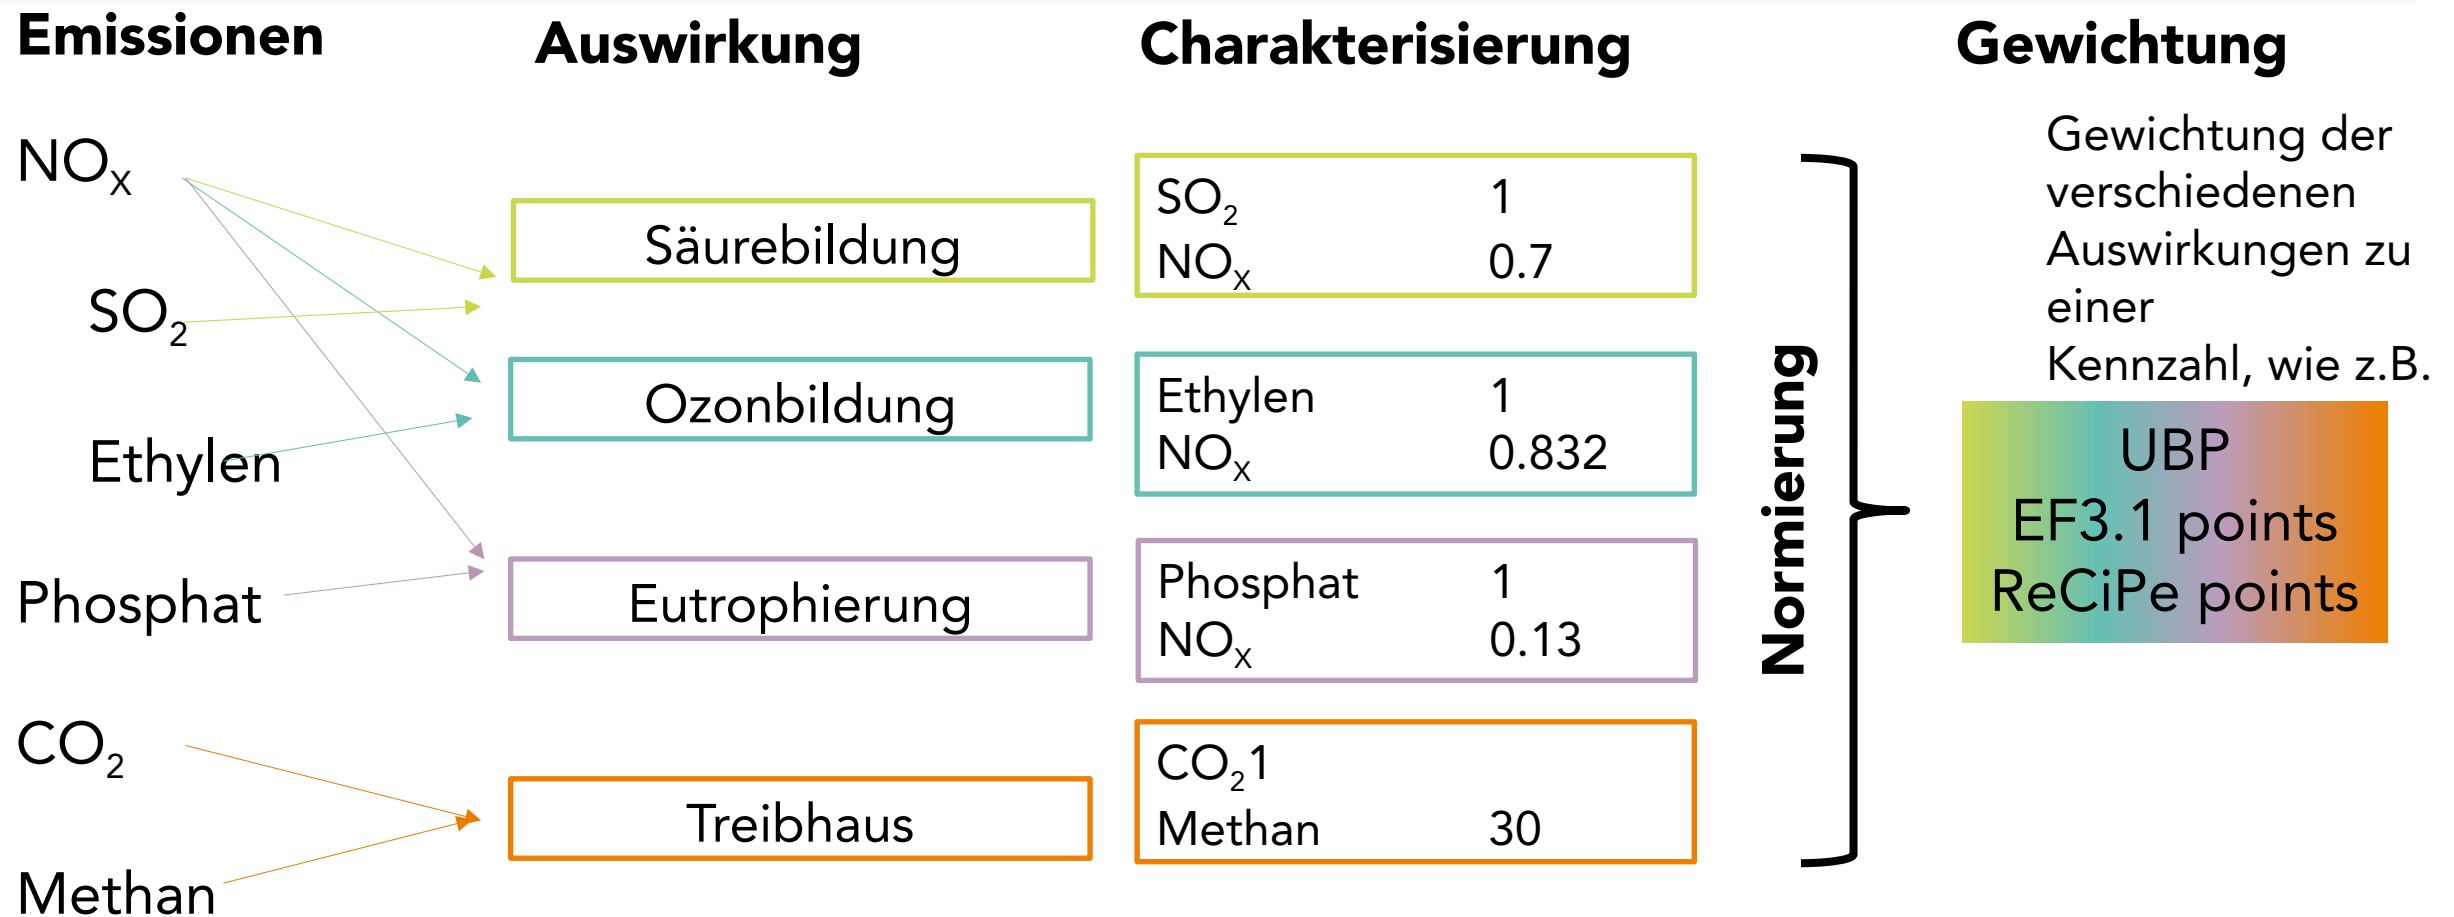 Emissionen
Auswirkung
Charakterisierung
Gewichtung
NOX
SO2
Ethylen
Phosphat
CO2
Methan
Säurebildung
Ozonbildung
Eutrophierung
Treibhaus
SO2 1
NOX 0.7
Ethylen 1
NOX 0.832
Phosphat 1
NOX 0.13
CO21
Methan 30
Normierung
Gewichtung der
verschiedenen
Auswirkungen zu
einer
Kennzahl, wie z.B.
UBP
EF3.1 points
ReCiPe points